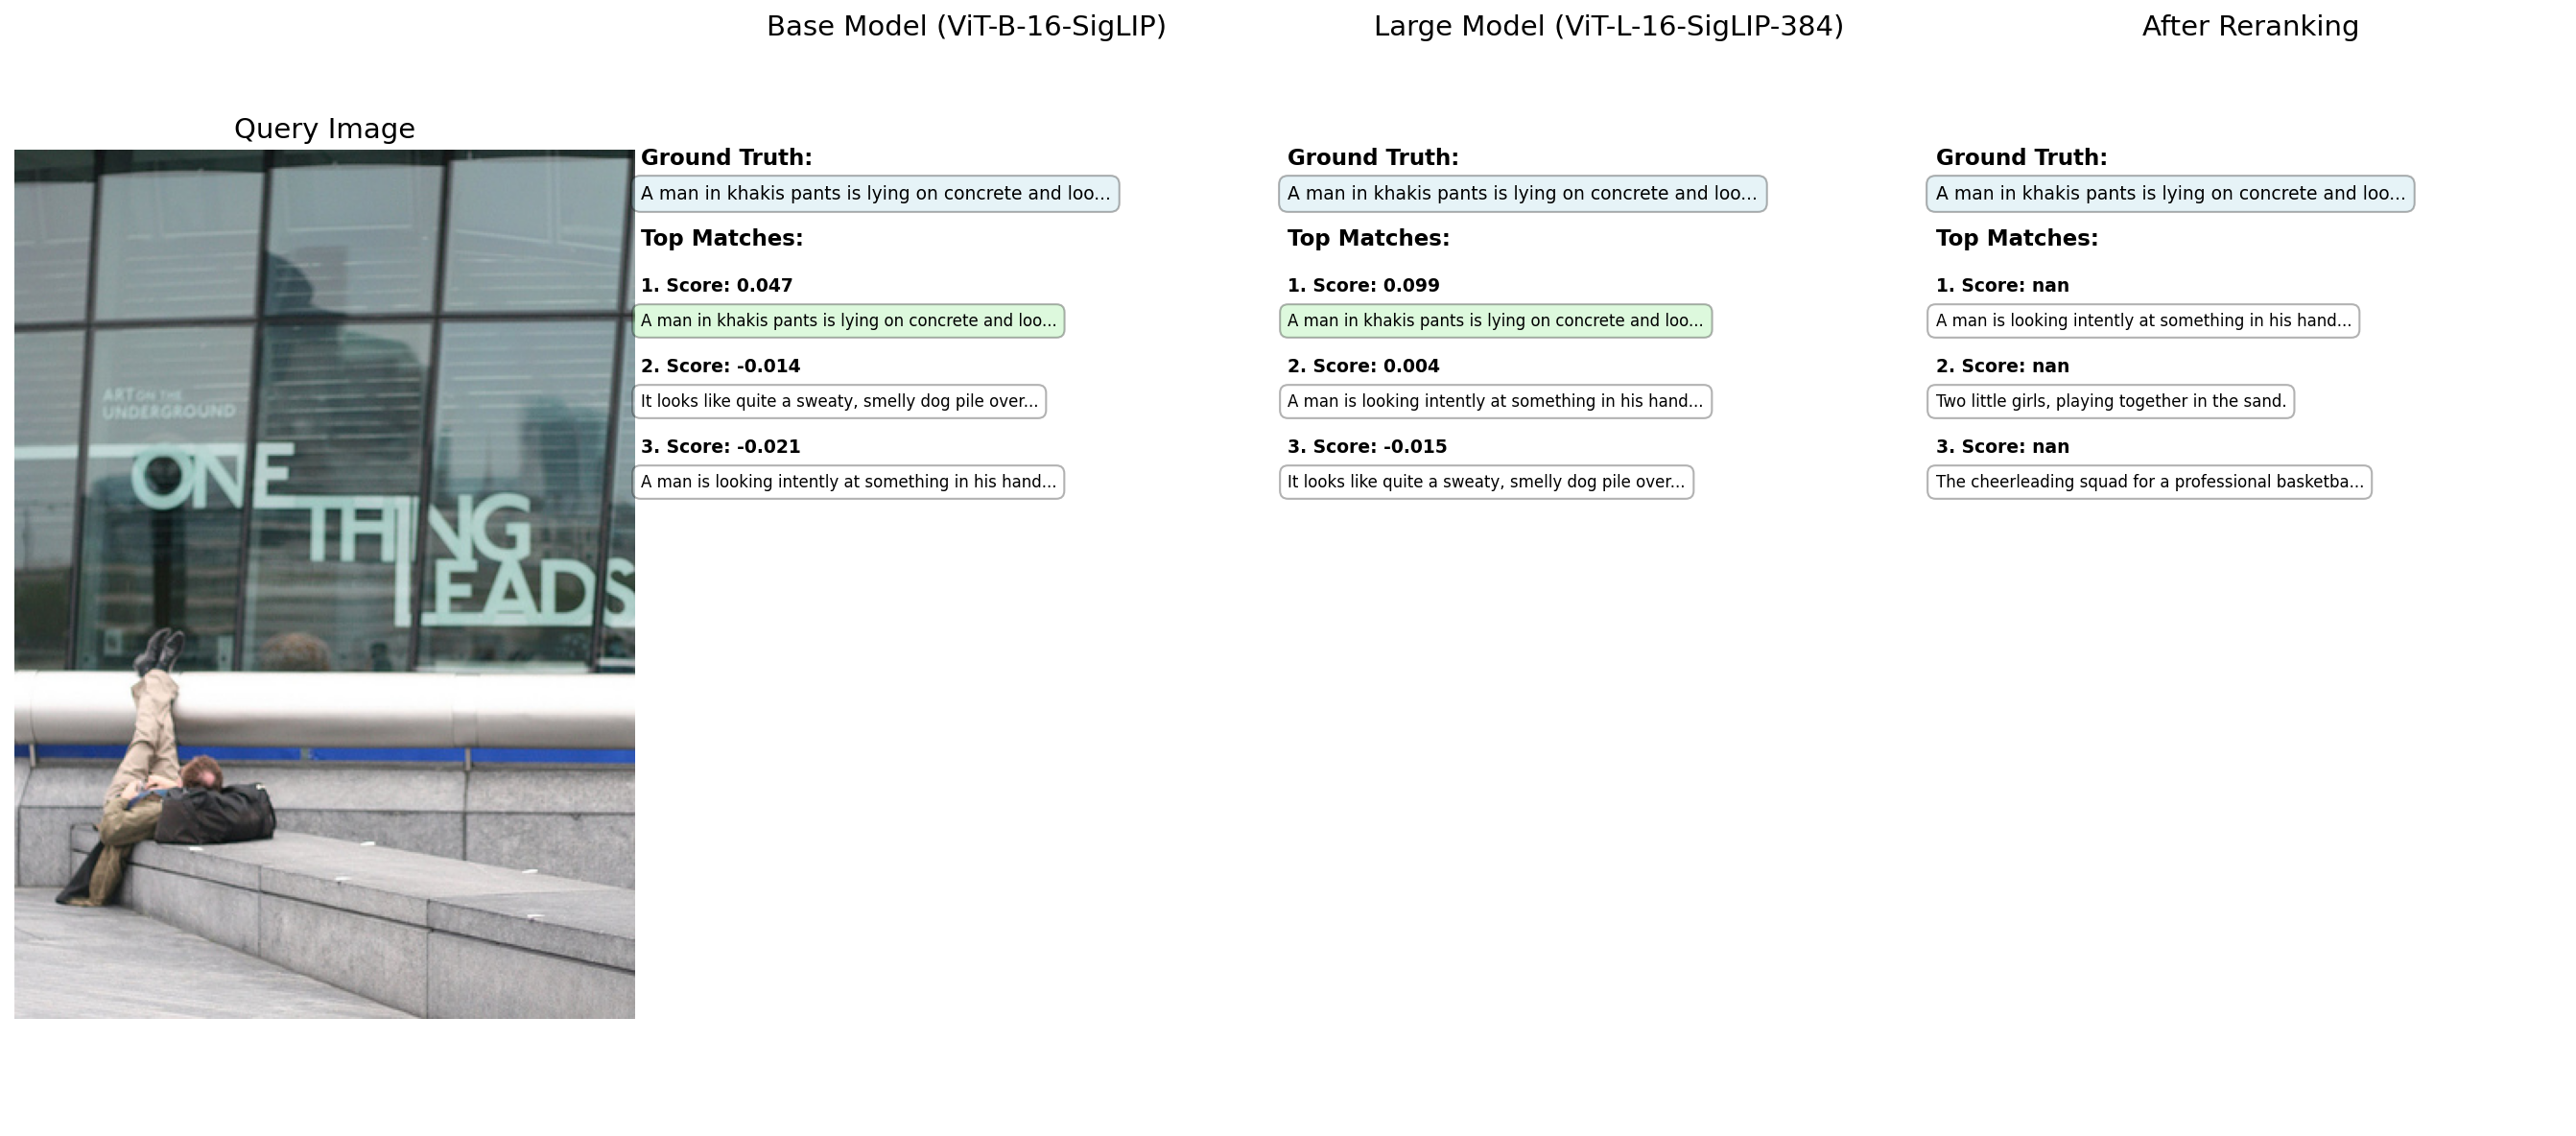 Base Model (ViT-B-16-SigLIP)
Large Model (ViT-L-16-SigLIP-384)
After Reranking
Query Image
ART ON THE
UNDERGROUND
ONE
THING
LEADS
Ground Truth:
A man in khakis pants is lying on concrete and loo...
Top Matches:
1. Score: 0.047
A man in khakis pants is lying on concrete and loo...
2. Score: -0.014
It looks like quite a sweaty, smelly dog pile over...
3. Score: -0.021
A man is looking intently at something in his hand...
Ground Truth:
A man in khakis pants is lying on concrete and loo...
Top Matches:
1. Score: 0.099
A man in khakis pants is lying on concrete and loo...
2. Score: 0.004
A man is looking intently at something in his hand...
3. Score: -0.015
It looks like quite a sweaty, smelly dog pile over...
Ground Truth:
A man in khakis pants is lying on concrete and loo...
Top Matches:
1. Score: nan
A man is looking intently at something in his hand...
2. Score: nan
Two little girls, playing together in the sand.
3. Score: nan
The cheerleading squad for a professional basketba...